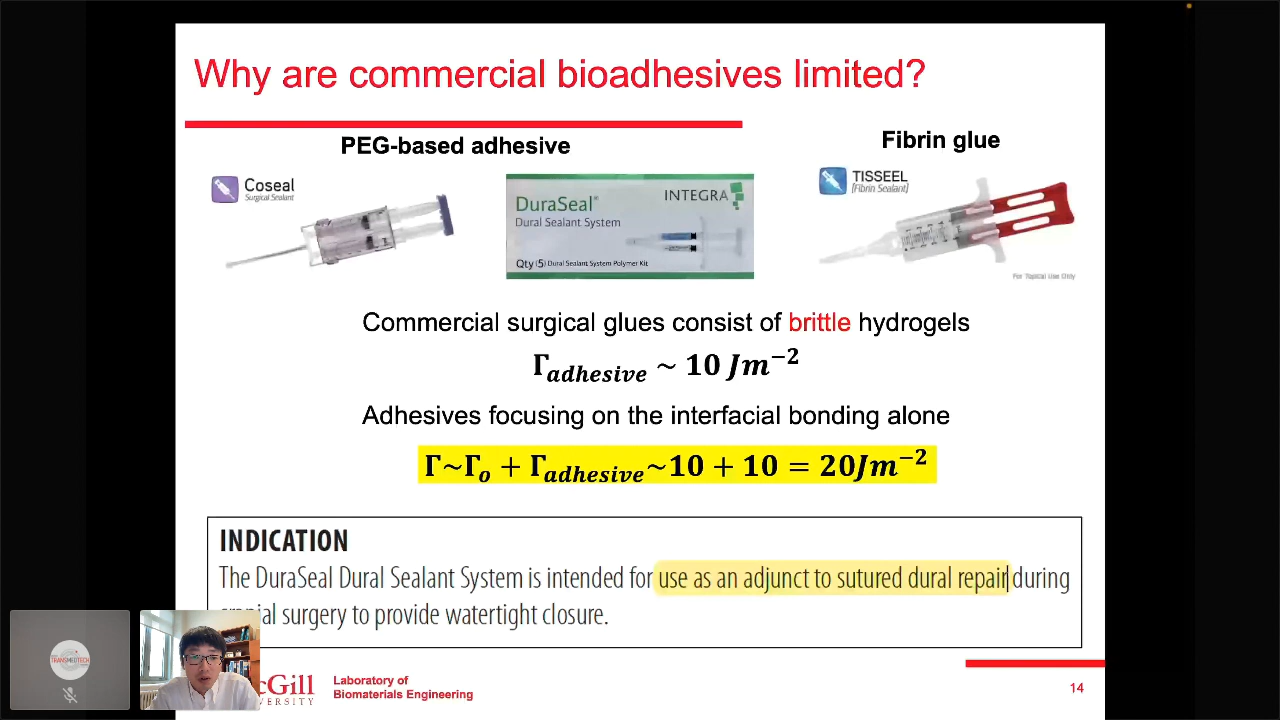 Why are commercial bioadhesives limited?
PEG-based adhesive
Fibrin glue
Coseal
Surgical Sealant
DuraSeal®
Dural Sealant System
INTEGRA
Qty (5) Dural Sealant System Polymer Kit
TISSEEL
[Fibrin Sealant]
For Topical Use Only
Commercial surgical glues consist of brittle hydrogels
Γadhesive ~ 10 Jm−2
Adhesives focusing on the interfacial bonding alone
Γ~Γo + Γadhesive~10 + 10 = 20Jm−2
INDICATION
The DuraSeal Dural Sealant System is intended for use as an adjunct to sutured dural repair during
surgery to provide watertight closure.
TRANSMEDTECH
Laboratory of
Biomaterials Engineering
14